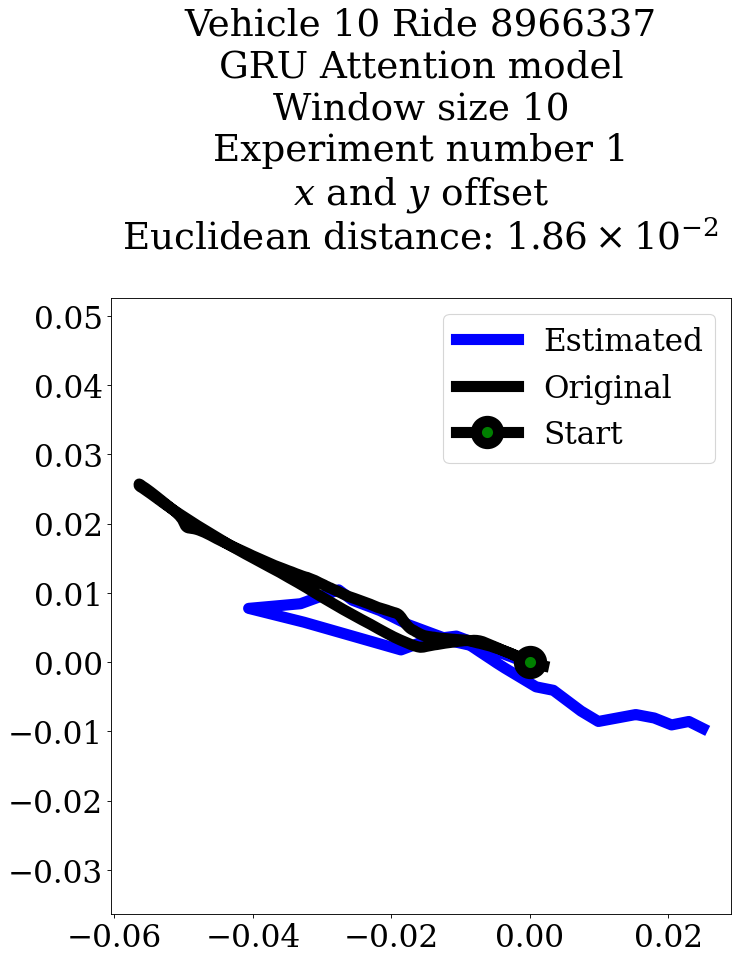 Vehicle 10 Ride 8966337
GRU Attention model
Window size 10
Experiment number 1
x and y offset
Euclidean distance: 1.86 × 10⁻²
Estimated
Original
Start
0.05
0.04
0.03
0.02
0.01
0.00
−0.01
−0.02
−0.03
−0.06 −0.04 −0.02 0.00 0.02